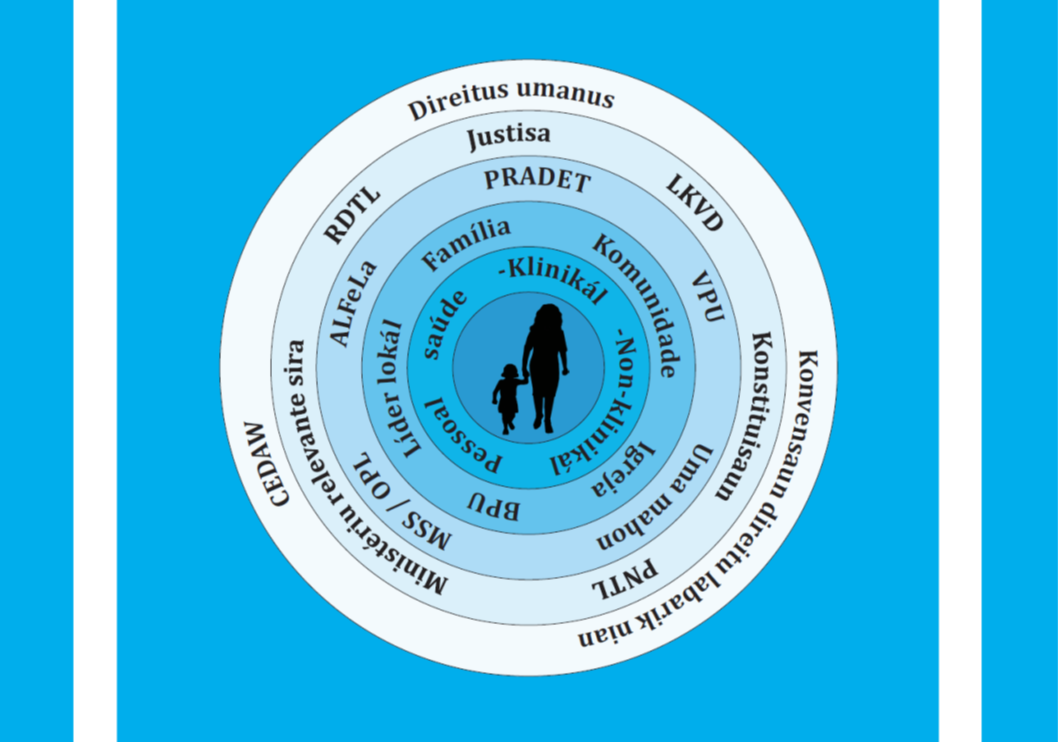 Direitus umanus
Konvensaun direitu labarik nian
CEDAW
Justisa
LKVD
Konstituisaun
PNTL
Ministériu relevante sira
RDTL
PRADET
VPU
Uma mahon
MSS / OPL
ALFeLa
Família
Komunidade
Igreja
BPU
Líder lokál
-Klinikál
-Non-klinikál
Pessoal saúde